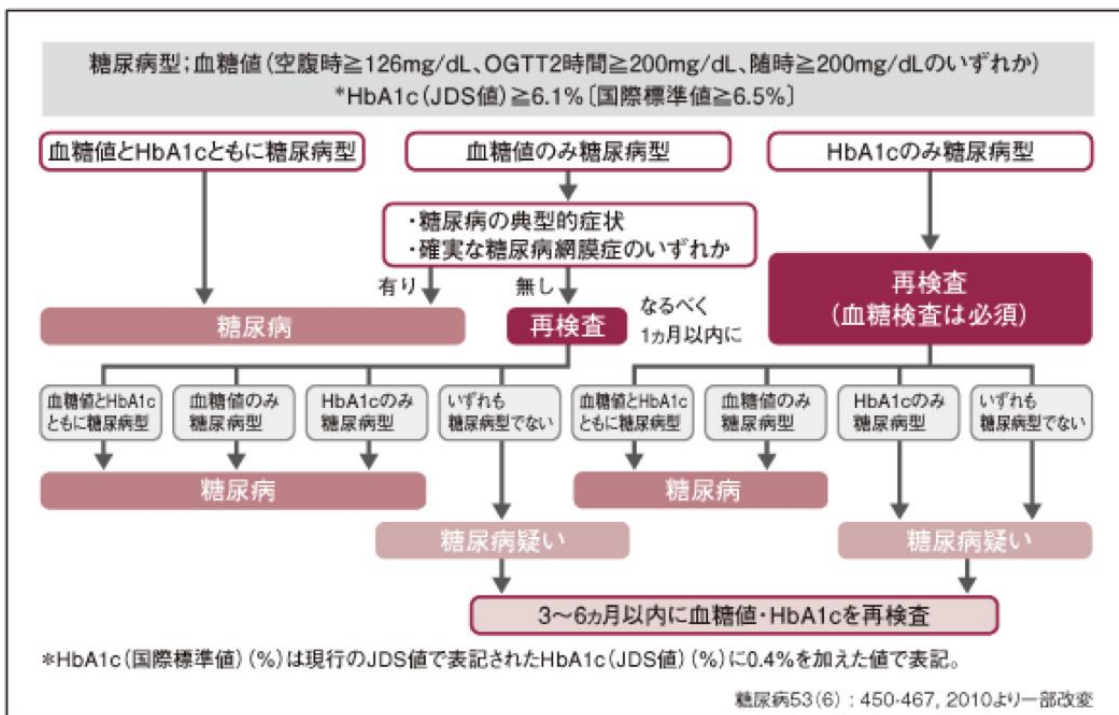 糖尿病型；血糖値（空腹時≧126mg/dL、OGTT2時間≧200mg/dL、随時≧200mg/dLのいずれか）
*HbA1c（JDS値）≧6.1%〔国際標準値≧6.5%〕
血糖値とHbA1cともに糖尿病型
血糖値のみ糖尿病型
HbA1cのみ糖尿病型
・糖尿病の典型的症状
・確実な糖尿病網膜症のいずれか
有り
無し
糖尿病
再検査
なるべく
1ヵ月以内に
再検査
（血糖検査は必須）
血糖値とHbA1c
ともに糖尿病型
血糖値のみ
糖尿病型
HbA1cのみ
糖尿病型
いずれも
糖尿病型でない
血糖値とHbA1c
ともに糖尿病型
血糖値のみ
糖尿病型
HbA1cのみ
糖尿病型
いずれも
糖尿病型でない
糖尿病
糖尿病
糖尿病疑い
糖尿病疑い
3〜6ヵ月以内に血糖値・HbA1cを再検査
*HbA1c（国際標準値）（%）は現行のJDS値で表記されたHbA1c（JDS値）（%）に0.4%を加えた値で表記。
糖尿病53（6）：450-467, 2010より一部改変